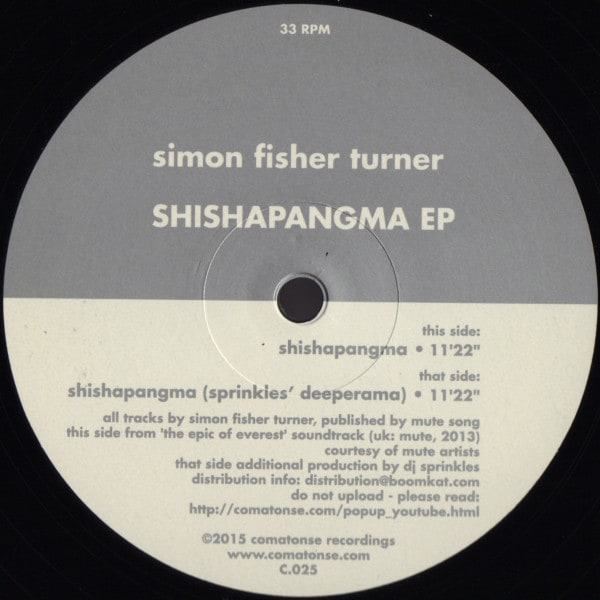 33 RPM
simon fisher turner
SHISHAPANGMA EP
this side:
shishapangma • 11'22"
that side:
shishapangma (sprinkles' deeperama) • 11'22"
all tracks by simon fisher turner, published by mute song
this side from 'the epic of everest' soundtrack (uk: mute, 2013)
courtesy of mute artists
that side additional production by dj sprinkles
distribution info: distribution@boomkat.com
do not upload - please read:
http://comatonse.com/popup_youtube.html
©2015 comatonse recordings
www.comatonse.com
C.025